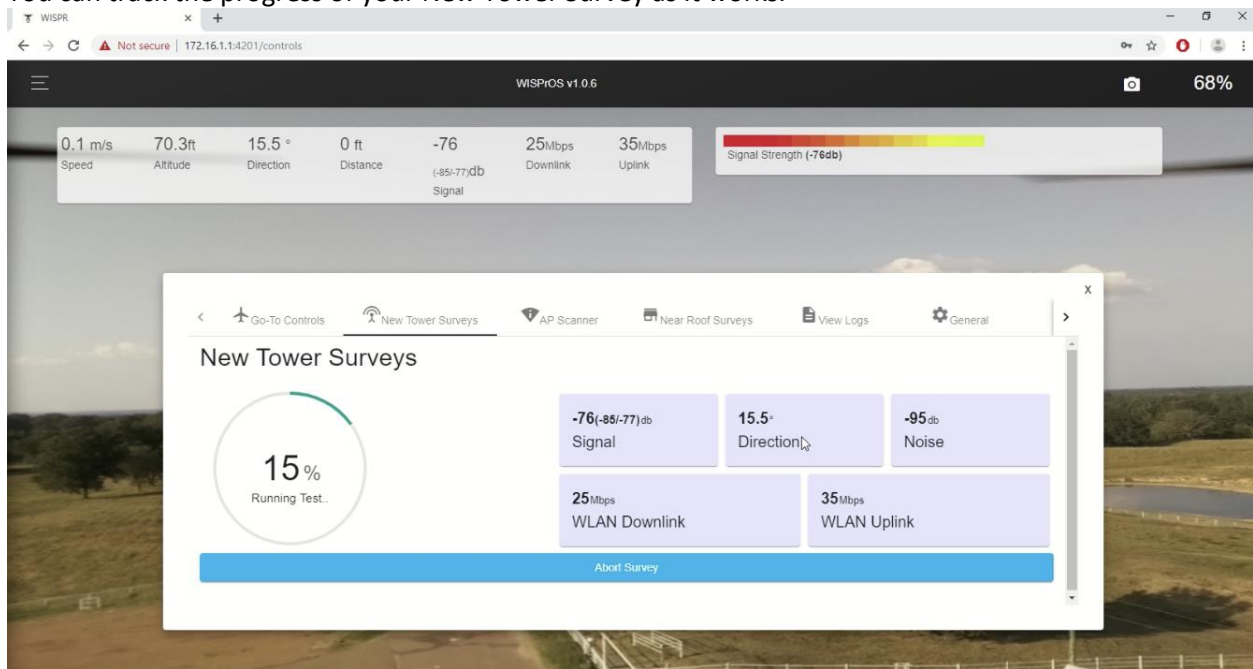 You can track the progress of your New Tower Survey as it works.
WISPR
Not secure | 172.16.1.1:4201/controls
WISPrOS v1.0.6
68%
0.1 m/s 70.3ft 15.5 ° 0 ft -76 25Mbps 35Mbps
Speed Altitude Direction Distance (-85/-77)db Downlink Uplink
Signal
Signal Strength (-76db)
X
Go-To Controls New Tower Surveys AP Scanner Near Roof Surveys View Logs General
New Tower Surveys
15%
Running Test..
-76(-85/-77)db 15.5° -95db
Signal Direction Noise
25Mbps 35Mbps
WLAN Downlink WLAN Uplink
Abort Survey